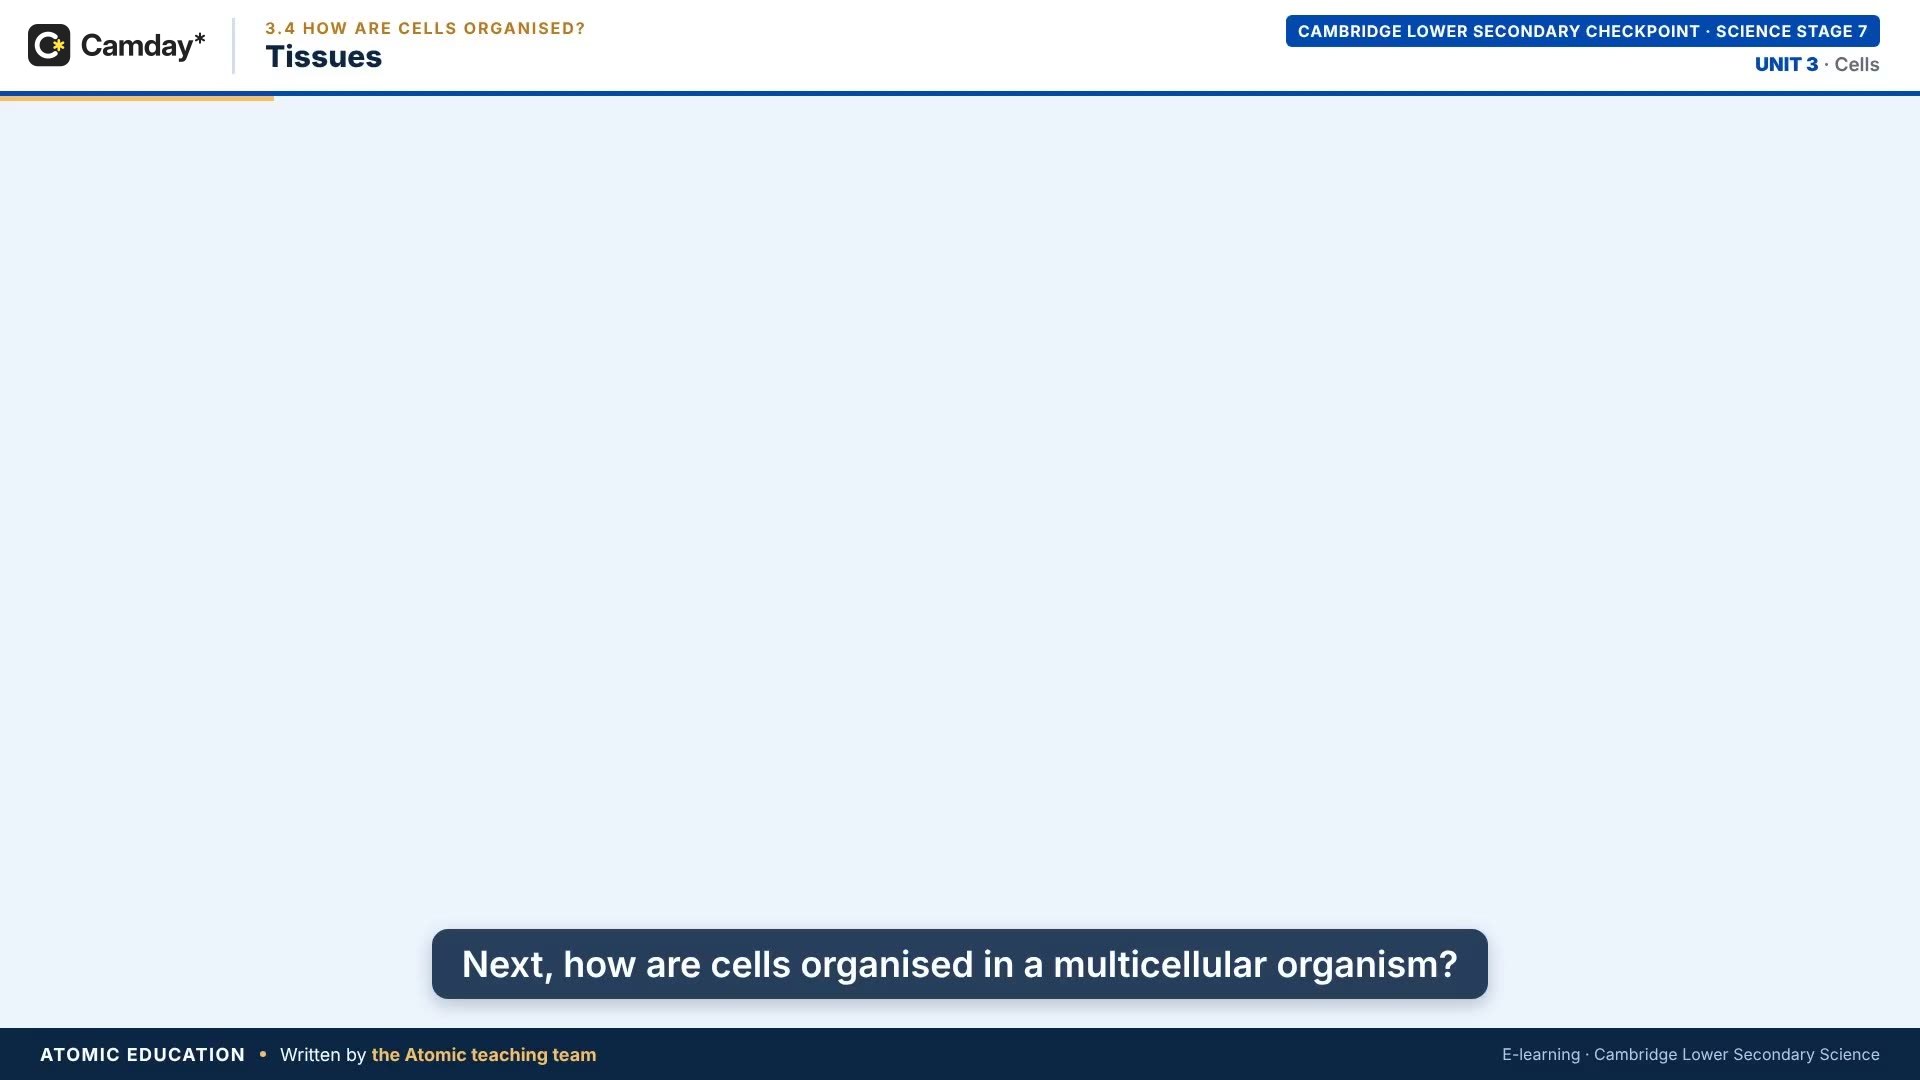 Camday*
3.4 HOW ARE CELLS ORGANISED?
Tissues
CAMBRIDGE LOWER SECONDARY CHECKPOINT · SCIENCE STAGE 7
UNIT 3 · Cells
Next, how are cells organised in a multicellular organism?
ATOMIC EDUCATION • Written by the Atomic teaching team
E-learning · Cambridge Lower Secondary Science